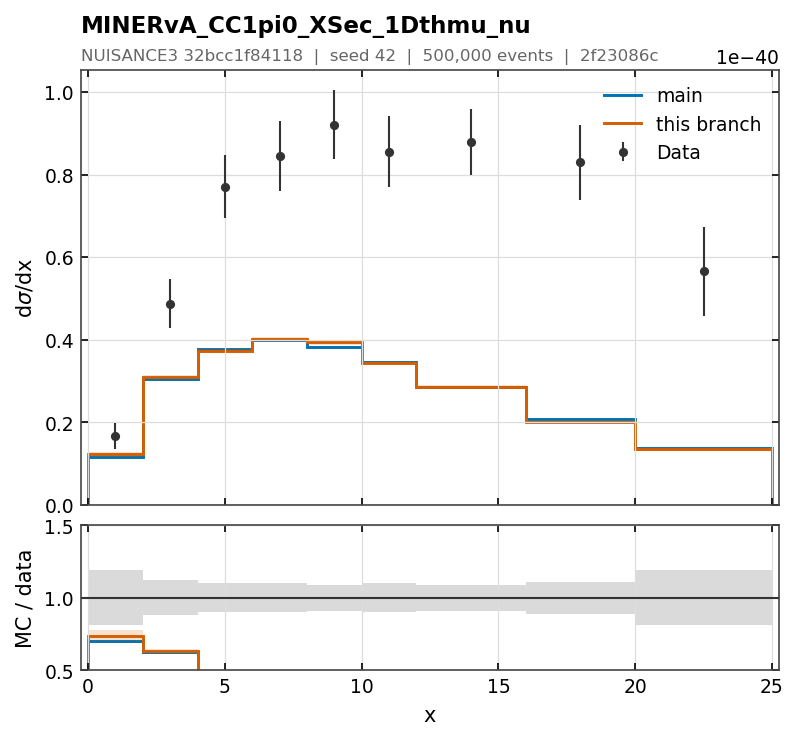 MINERvA_CC1pi0_XSec_1Dthmu_nu
NUISANCE3 32bcc1f84118 | seed 42 | 500,000 events | 2f23086c
1e−40
main
this branch
Data
dσ/dx
1.0
0.8
0.6
0.4
0.2
0.0
MC / data
1.5
1.0
0.5
0 5 10 15 20 25
x